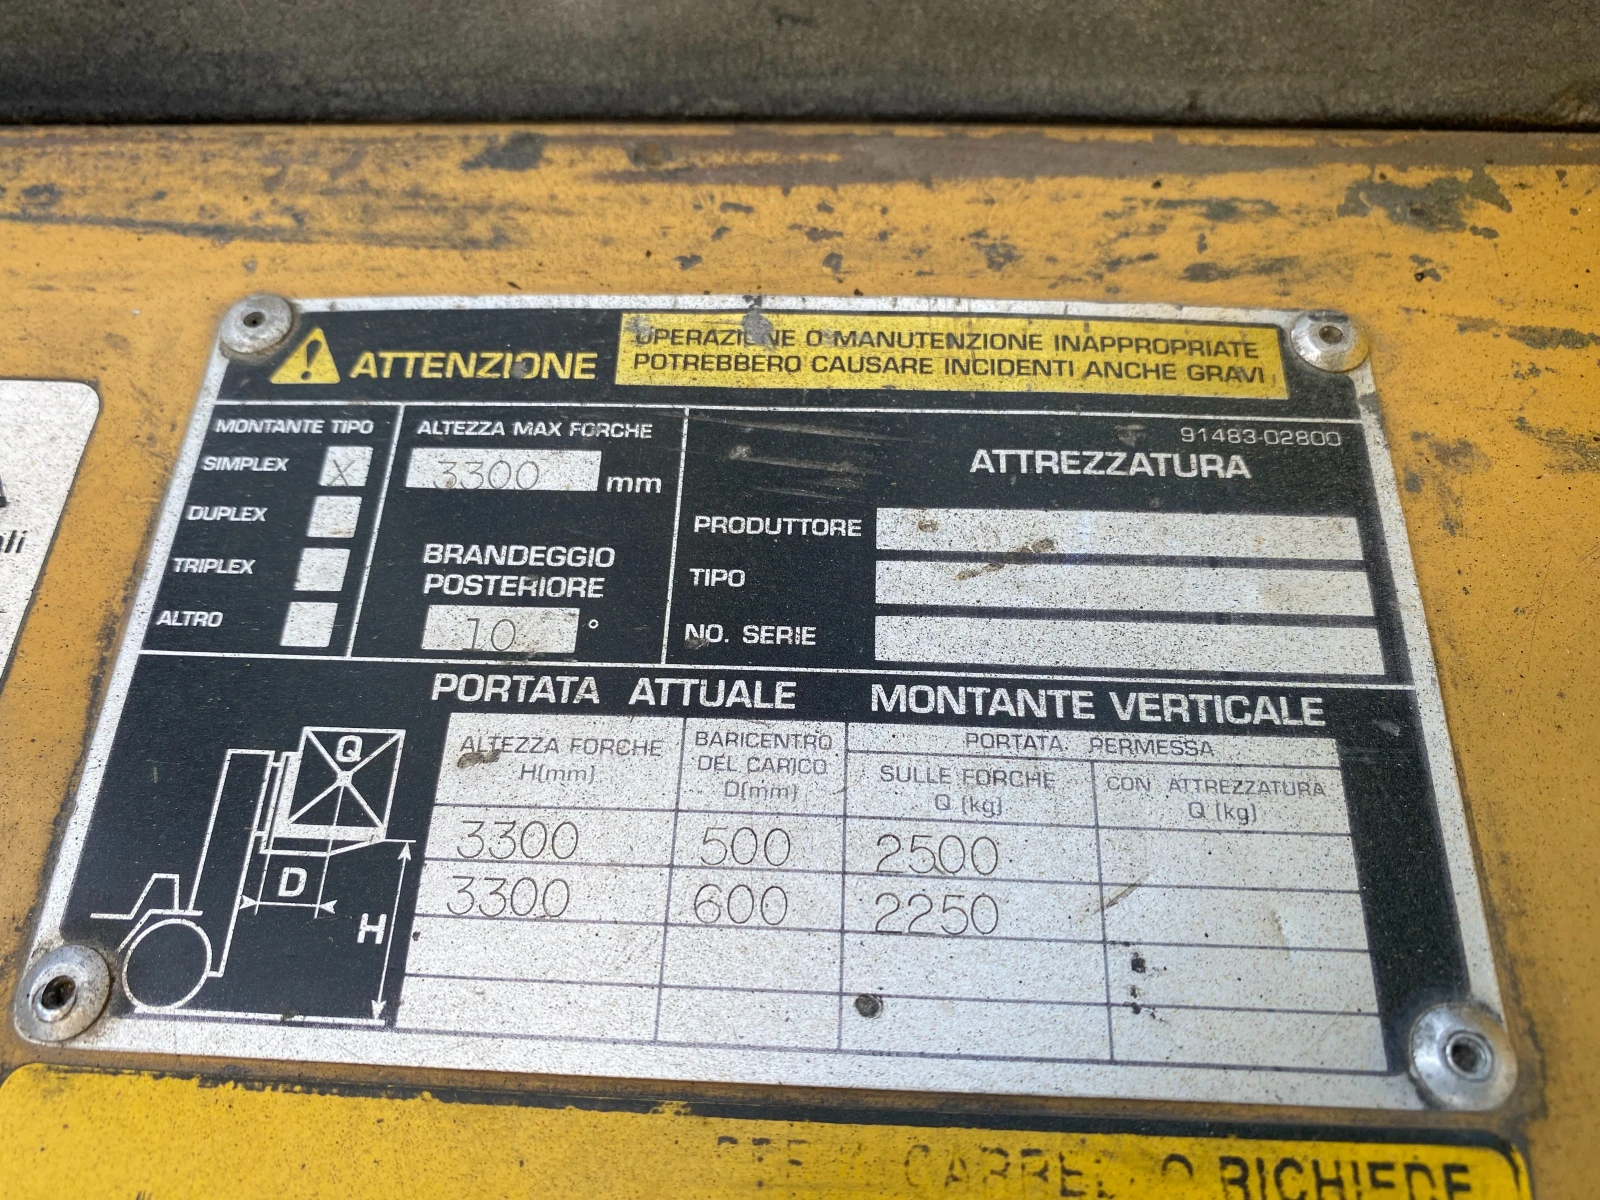 ATTENZIONE
OPERAZIONE O MANUTENZIONE INAPPROPRIATE
POTREBBERO CAUSARE INCIDENTI ANCHE GRAVI
MONTANTE TIPO
SIMPLEX X
DUPLEX
TRIPLEX
ALTRO
ALTEZZA MAX FORCHE
3300 mm
BRANDEGGIO
POSTERIORE
10 °
91483-02800
ATTREZZATURA
PRODUTTORE
TIPO
NO. SERIE
PORTATA ATTUALE MONTANTE VERTICALE
Q
D
H
ALTEZZA FORCHE
H(mm)
BARICENTRO
DEL CARICO
D(mm)
PORTATA PERMESSA
SULLE FORCHE
Q (kg)
CON ATTREZZATURA
Q (kg)
3300 500 2500
3300 600 2250
RICHIEDE